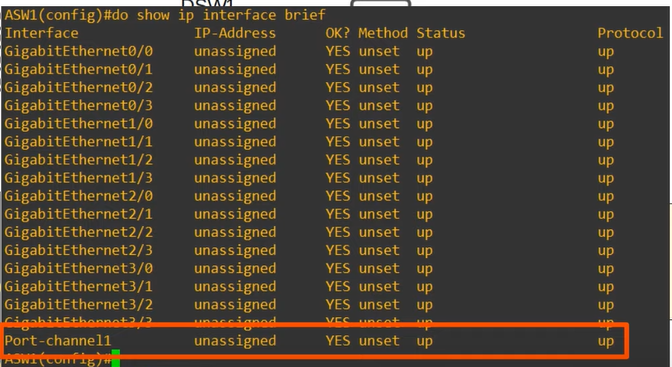 DSW1
ASW1(config)#do show ip interface brief
Interface IP-Address OK? Method Status Protocol
GigabitEthernet0/0 unassigned YES unset up up
GigabitEthernet0/1 unassigned YES unset up up
GigabitEthernet0/2 unassigned YES unset up up
GigabitEthernet0/3 unassigned YES unset up up
GigabitEthernet1/0 unassigned YES unset up up
GigabitEthernet1/1 unassigned YES unset up up
GigabitEthernet1/2 unassigned YES unset up up
GigabitEthernet1/3 unassigned YES unset up up
GigabitEthernet2/0 unassigned YES unset up up
GigabitEthernet2/1 unassigned YES unset up up
GigabitEthernet2/2 unassigned YES unset up up
GigabitEthernet2/3 unassigned YES unset up up
GigabitEthernet3/0 unassigned YES unset up up
GigabitEthernet3/1 unassigned YES unset up up
GigabitEthernet3/2 unassigned YES unset up up
GigabitEthernet3/3 unassigned YES unset up up
Port-channel1 unassigned YES unset up up
ASW1(config)#